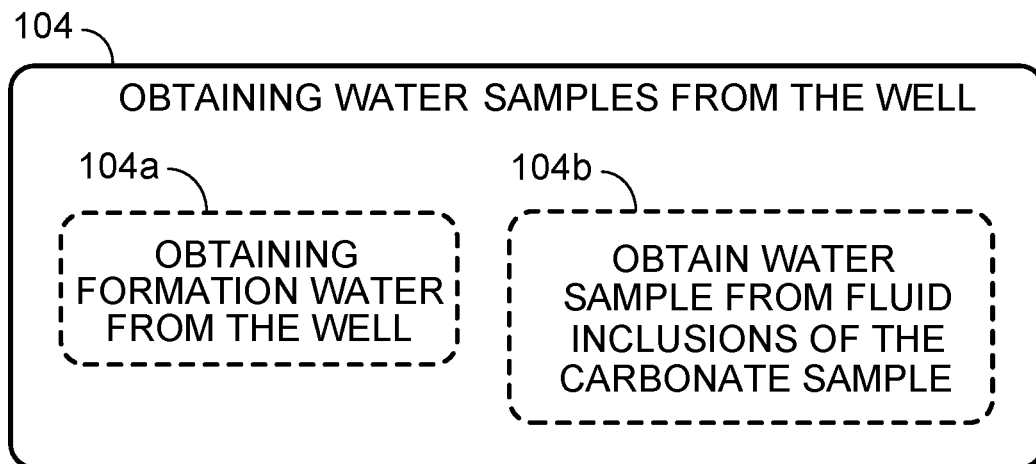 104
OBTAINING WATER SAMPLES FROM THE WELL
104a
OBTAINING
FORMATION WATER
FROM THE WELL
104b
OBTAIN WATER
SAMPLE FROM FLUID
INCLUSIONS OF THE
CARBONATE SAMPLE